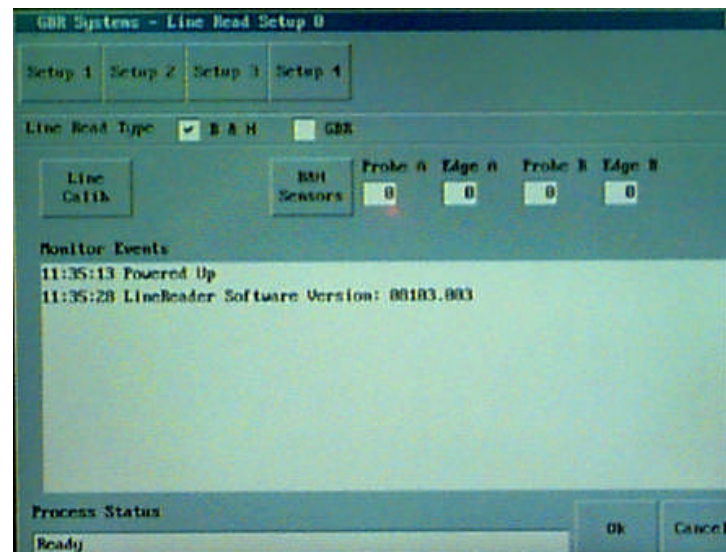 GBR Systems - Line Read Setup 0
Setup 1 Setup 2 Setup 3 Setup 4
Line Read Type B & H GBR
Line Calib
B&H Sensors
Probe A Edge A Probe B Edge B
0 0 0 0
Monitor Events
11:35:13 Powered Up
11:35:28 LineReader Software Version:
Process Status
Ready
Ok Cancel